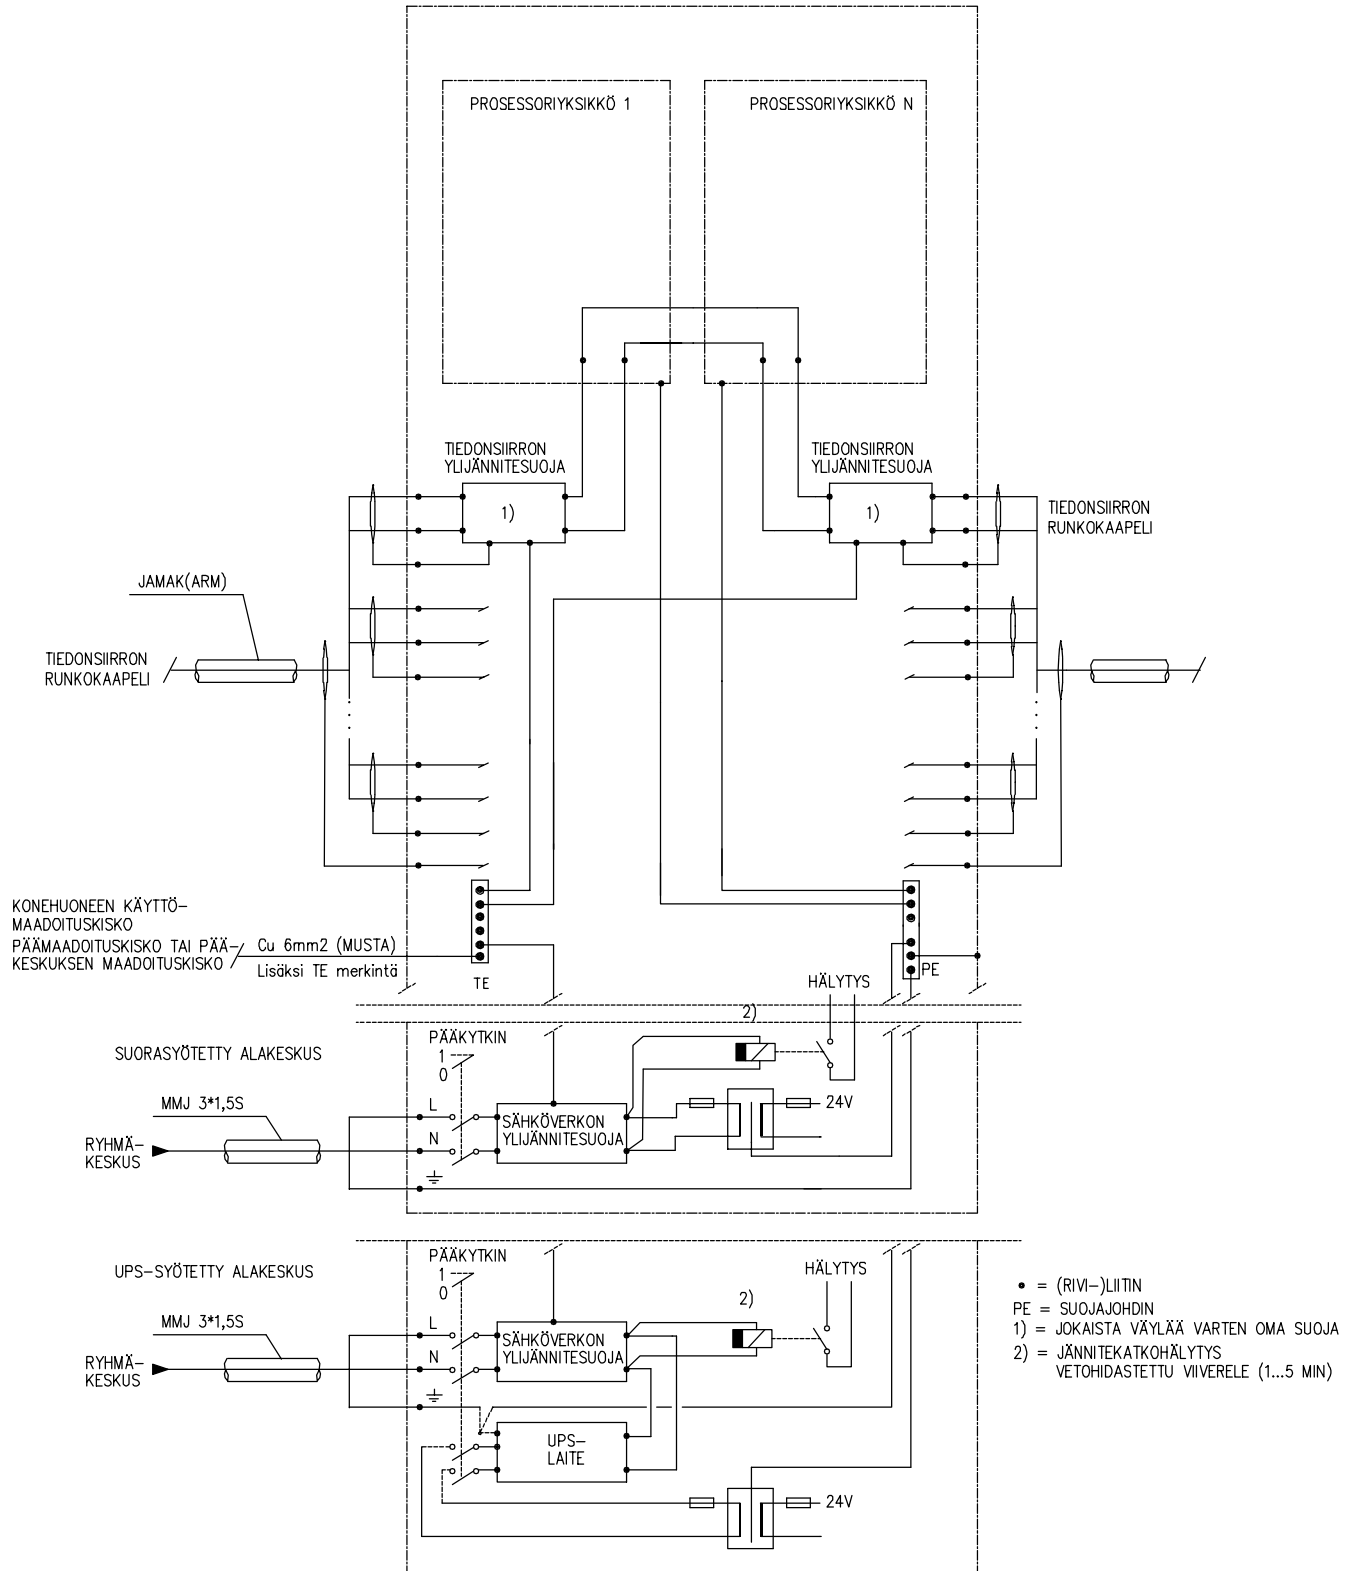 PROSESSORIYKSIKKÖ 1
PROSESSORIYKSIKKÖ N
TIEDONSIIRRON
YLIJÄNNITESUOJA
TIEDONSIIRRON
YLIJÄNNITESUOJA
1)
1)
TIEDONSIIRRON
RUNKOKAAPELI
JAMAK(ARM)
TIEDONSIIRRON
RUNKOKAAPELI
KONEHUONEEN KÄYTTÖ-
MAADOITUSKISKO
PÄÄMAADOITUSKISKO TAI PÄÄ-
KESKUKSEN MAADOITUSKISKO
Cu 6mm2 (MUSTA)
Lisäksi TE merkintä
TE
PE
HÄLYTYS
2)
PÄÄKYTKIN
1
0
SUORASYÖTETTY ALAKESKUS
MMJ 3*1,5S
L
N
SÄHKÖVERKON
YLIJÄNNITESUOJA
24V
RYHMÄ-
KESKUS
PÄÄKYTKIN
1
0
HÄLYTYS
UPS-SYÖTETTY ALAKESKUS
2)
MMJ 3*1,5S
L
N
SÄHKÖVERKON
YLIJÄNNITESUOJA
RYHMÄ-
KESKUS
UPS-
LAITE
24V
• = (RIVI-)LIITIN
PE = SUOJAJOHDIN
1) = JOKAISTA VÄYLÄÄ VARTEN OMA SUOJA
2) = JÄNNITEKATKOHÄLYTYS
VETOHIDASTETTU VIIVERELE (1...5 MIN)